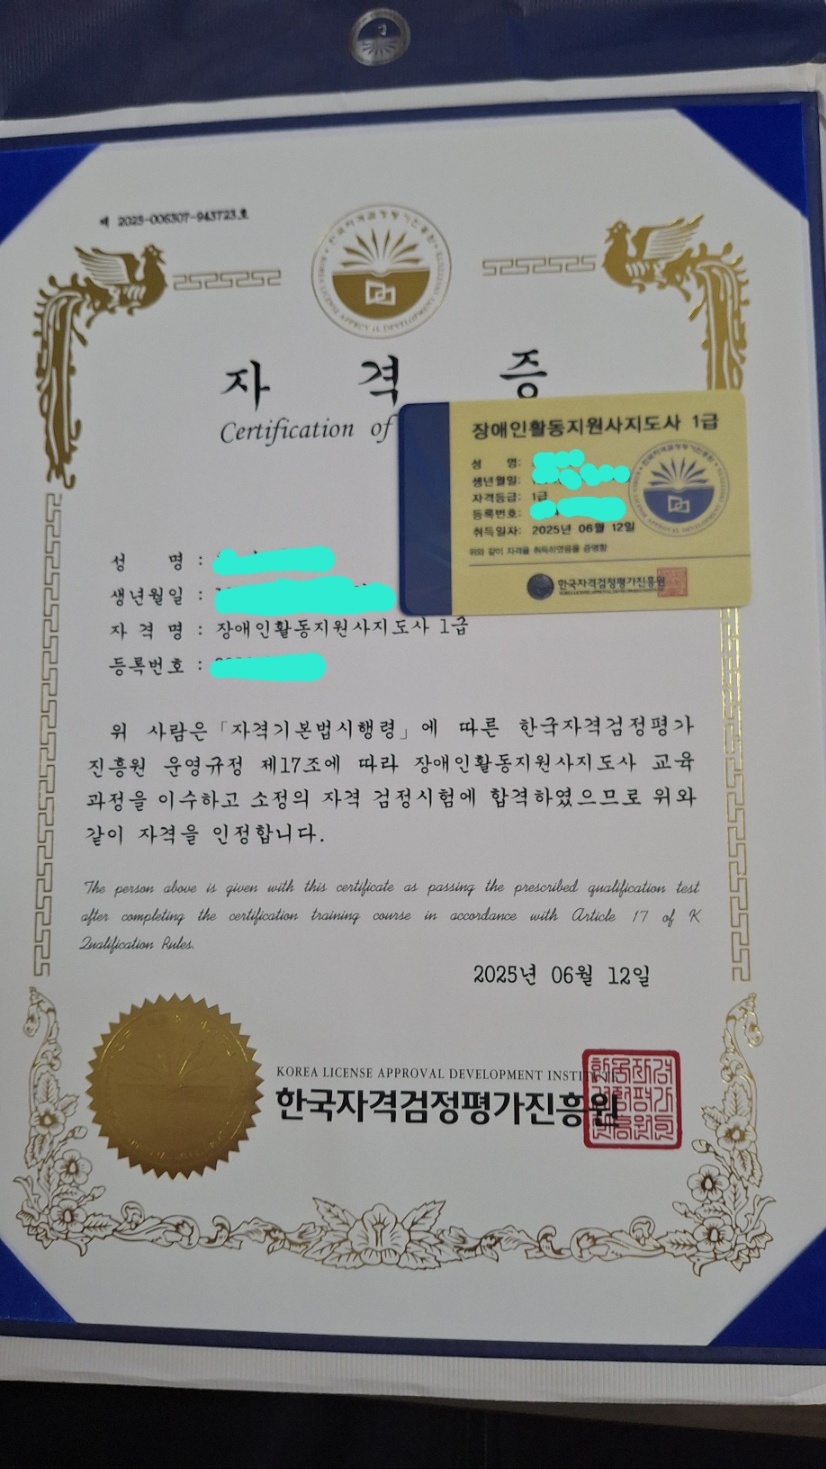 제 2025-006307-943723호
자 격 증
Certification of
장애인활동지원사지도사 1급
성 명:
생년월일:
자격등급: 1급
등록번호:
취득일자: 2025년 06월 12일
위와 같이 자격을 취득하였음을 증명함
한국자격검정평가진흥원
성 명 :
생년월일 :
자 격 명 : 장애인활동지원사지도사 1급
등록번호 :
위 사람은 「자격기본법시행령」에 따른 한국자격검정평가
진흥원 운영규정 제17조에 따라 장애인활동지원사지도사 교육
과정을 이수하고 소정의 자격 검정시험에 합격하였으므로 위와
같이 자격을 인정합니다.
The person above is given with this certificate as passing the prescribed qualification test
after completing the certification training course in accordance with Article 17 of K
Qualification Rules.
2025년 06월 12일
KOREA LICENSE APPROVAL DEVELOPMENT INSTITUTE
한국자격검정평가진흥원